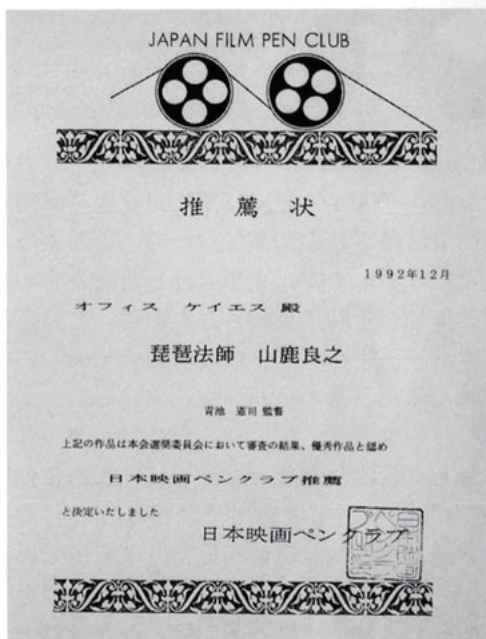 JAPAN FILM PEN CLUB
推薦状
1992年12月
オフィス ケイエス 殿
琵琶法師 山鹿良之
青池 憲司 監督
上記の作品は本会選奨委員会において審査の結果、優秀作品と認め
日本映画ペンクラブ推薦
と決定いたしました
日本映画ペンクラブ